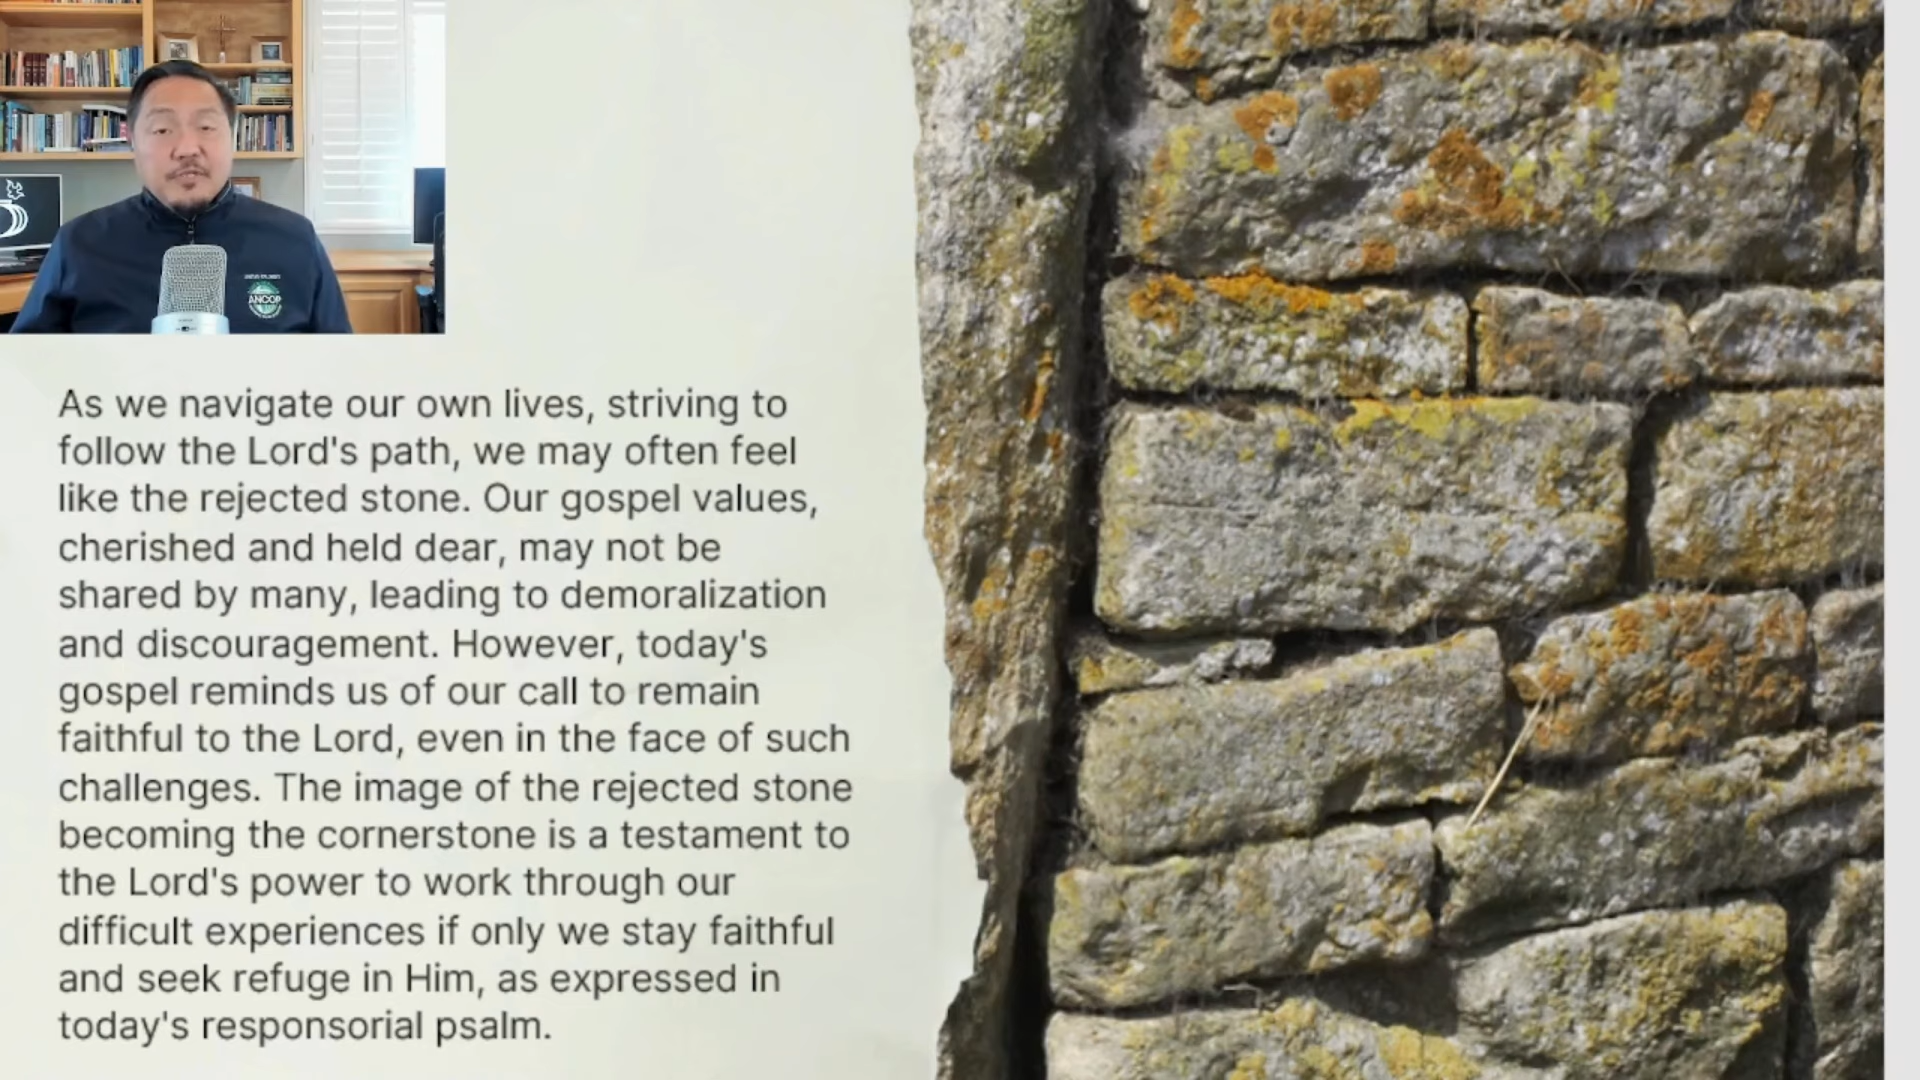 ANCOP
As we navigate our own lives, striving to
follow the Lord's path, we may often feel
like the rejected stone. Our gospel values,
cherished and held dear, may not be
shared by many, leading to demoralization
and discouragement. However, today's
gospel reminds us of our call to remain
faithful to the Lord, even in the face of such
challenges. The image of the rejected stone
becoming the cornerstone is a testament to
the Lord's power to work through our
difficult experiences if only we stay faithful
and seek refuge in Him, as expressed in
today's responsorial psalm.